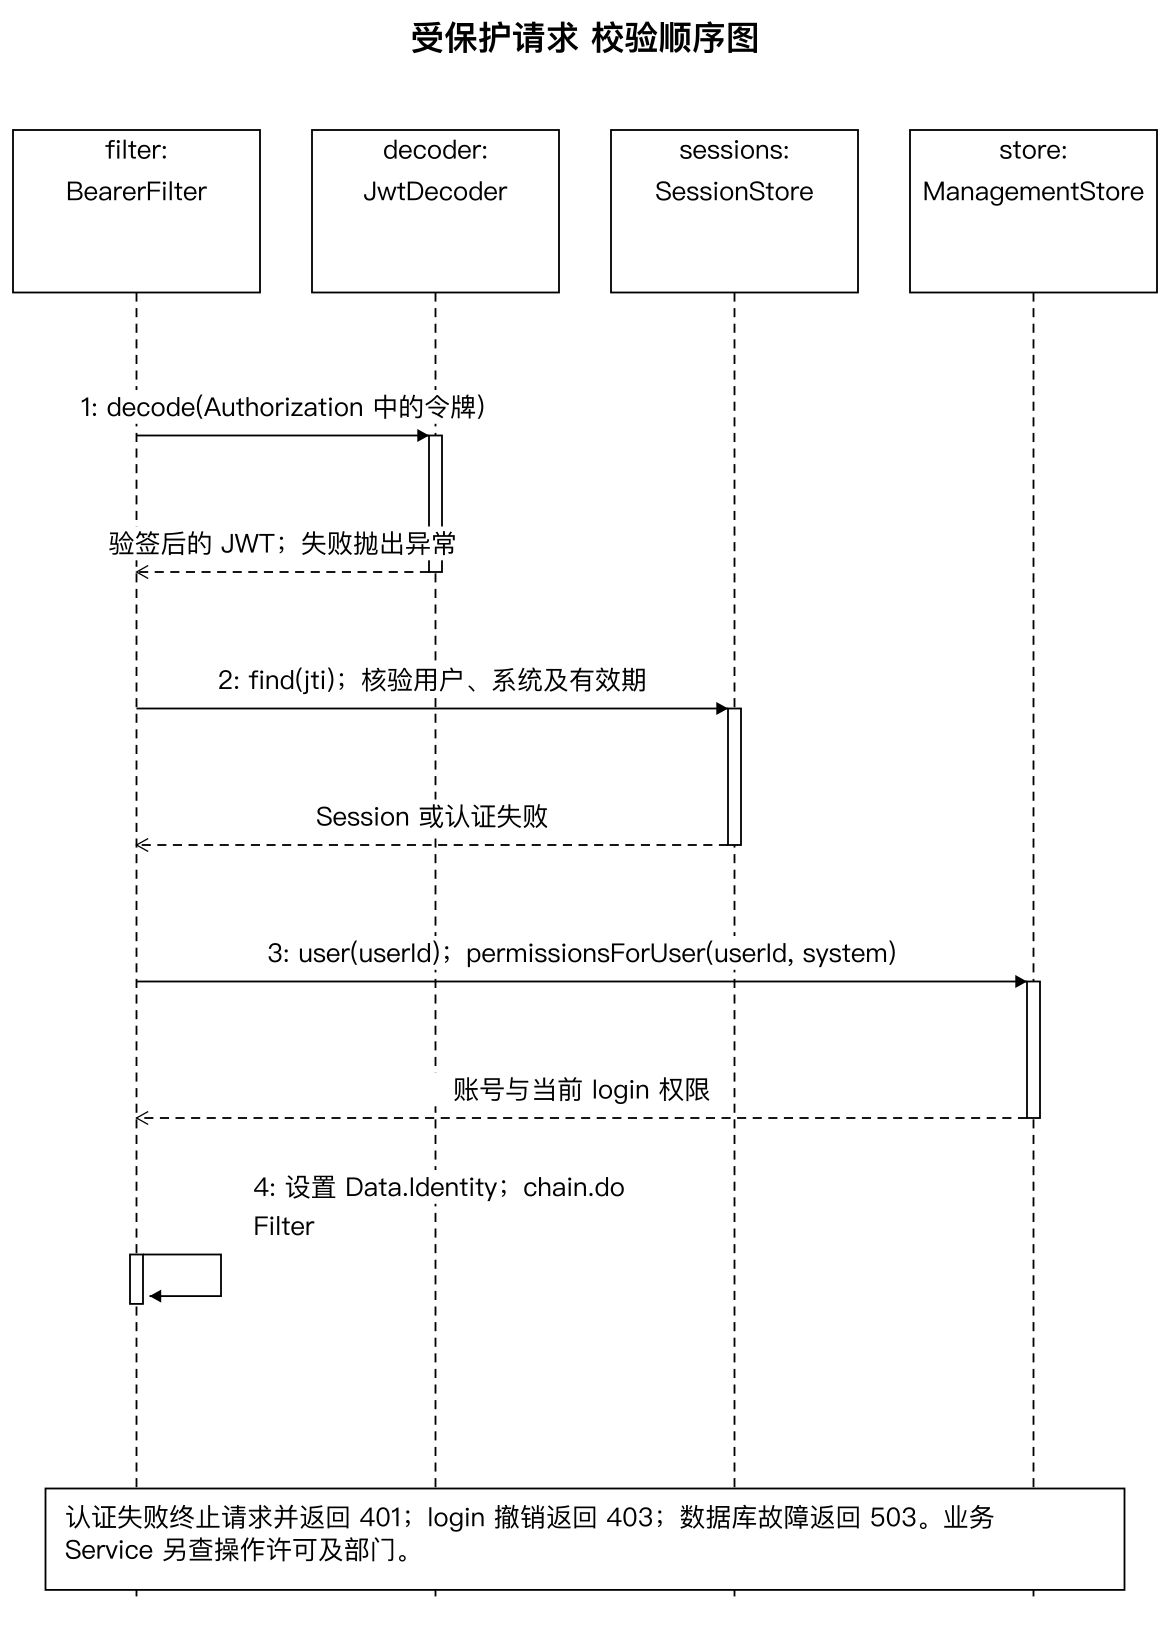 受保护请求 校验顺序图
filter:
BearerFilter
decoder:
JwtDecoder
sessions:
SessionStore
store:
ManagementStore
1: decode(Authorization 中的令牌)
验签后的 JWT；失败抛出异常
2: find(jti)；核验用户、系统及有效期
Session 或认证失败
3: user(userId)；permissionsForUser(userId, system)
账号与当前 login 权限
4: 设置 Data.Identity；chain.do
Filter
认证失败终止请求并返回 401；login 撤销返回 403；数据库故障返回 503。业务
Service 另查操作许可及部门。